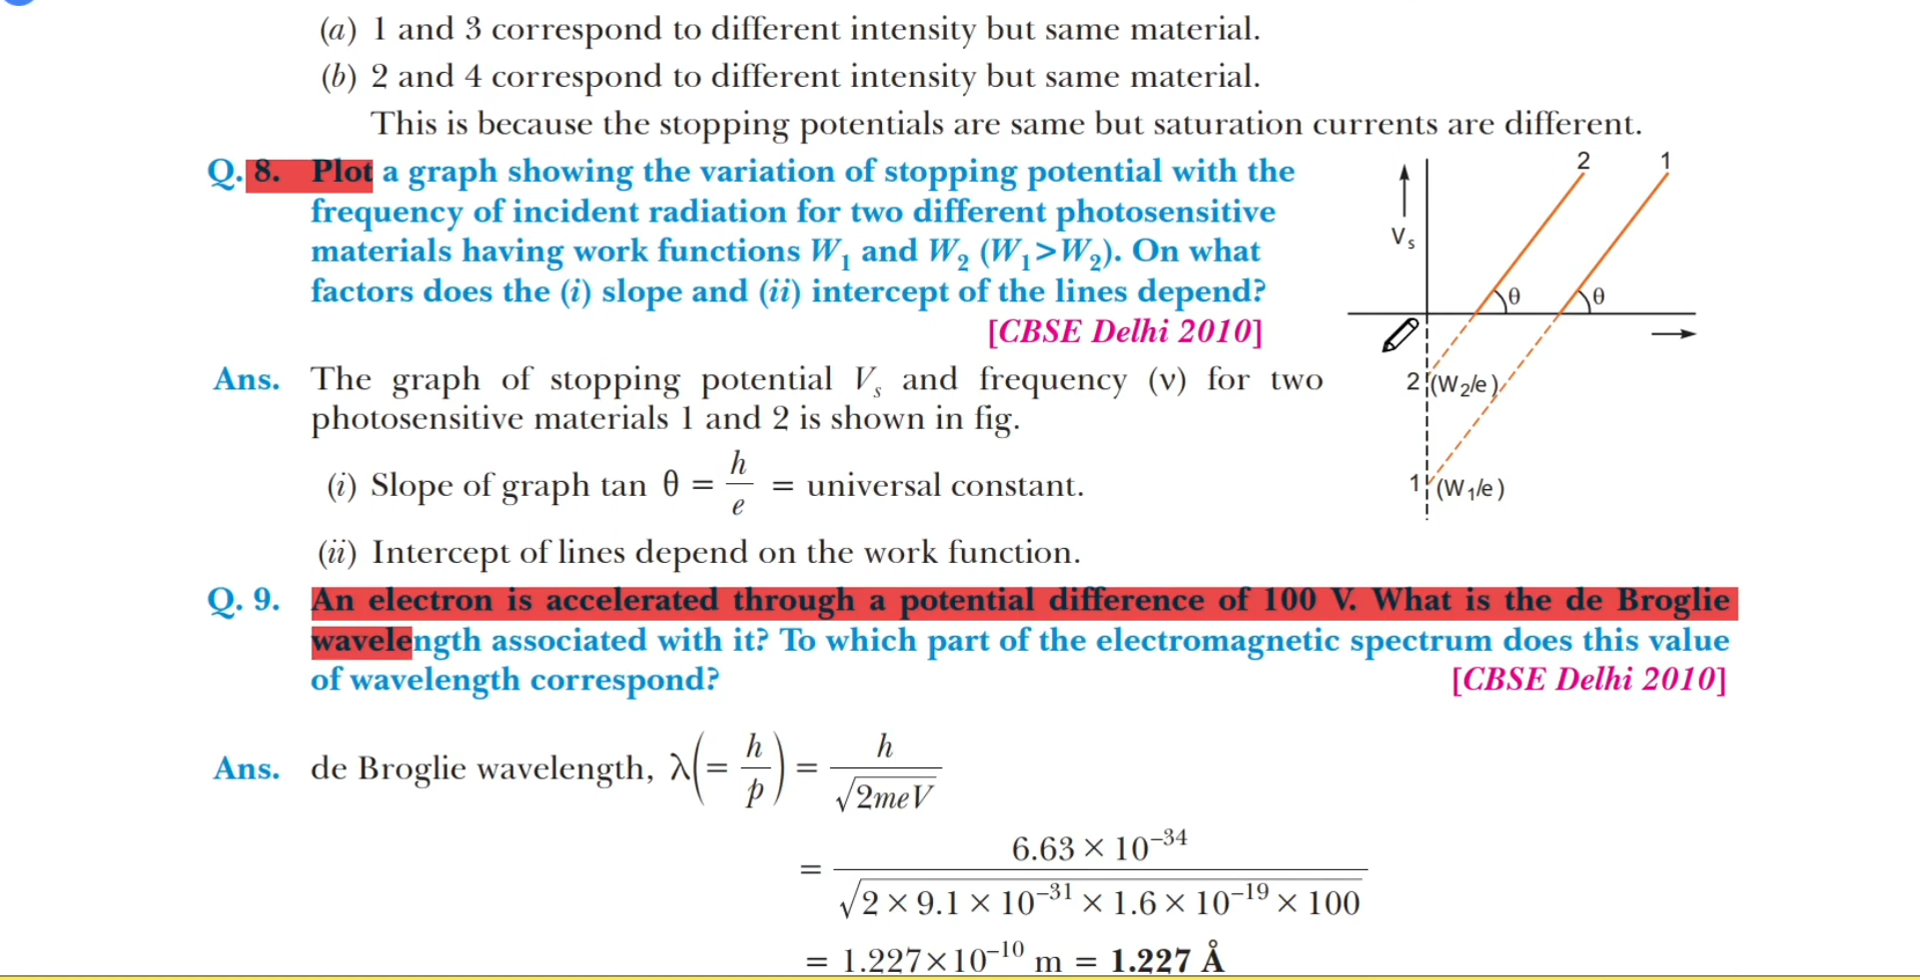 (a) 1 and 3 correspond to different intensity but same material.
(b) 2 and 4 correspond to different intensity but same material.
This is because the stopping potentials are same but saturation currents are different.
Q. 8. Plot a graph showing the variation of stopping potential with the
frequency of incident radiation for two different photosensitive
materials having work functions W₁ and W₂ (W₁>W₂). On what
factors does the (i) slope and (ii) intercept of the lines depend?
[CBSE Delhi 2010]
2 1
Vₛ
θ θ
2 (W₂/e)
1 (W₁/e)
Ans. The graph of stopping potential Vₛ and frequency (ν) for two
photosensitive materials 1 and 2 is shown in fig.
(i) Slope of graph tan θ = h/e = universal constant.
(ii) Intercept of lines depend on the work function.
Q. 9. An electron is accelerated through a potential difference of 100 V. What is the de Broglie
wavelength associated with it? To which part of the electromagnetic spectrum does this value
of wavelength correspond? [CBSE Delhi 2010]
Ans. de Broglie wavelength, λ(= h/p) = h/√(2meV)
= 6.63 × 10⁻³⁴ / √(2 × 9.1 × 10⁻³¹ × 1.6 × 10⁻¹⁹ × 100)
= 1.227×10⁻¹⁰ m = 1.227 Å